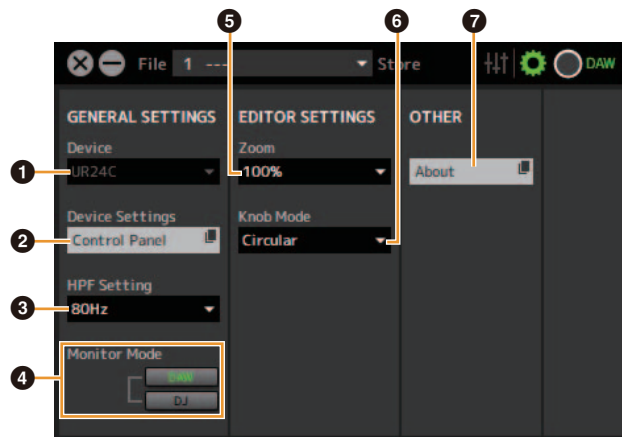 5 6 7
File 1 --- Store DAW
GENERAL SETTINGS EDITOR SETTINGS OTHER
Device Zoom
1 UR24C 100% About
Device Settings Knob Mode
2 Control Panel Circular
HPF Setting
3 80Hz
Monitor Mode
4 DAW
DJ